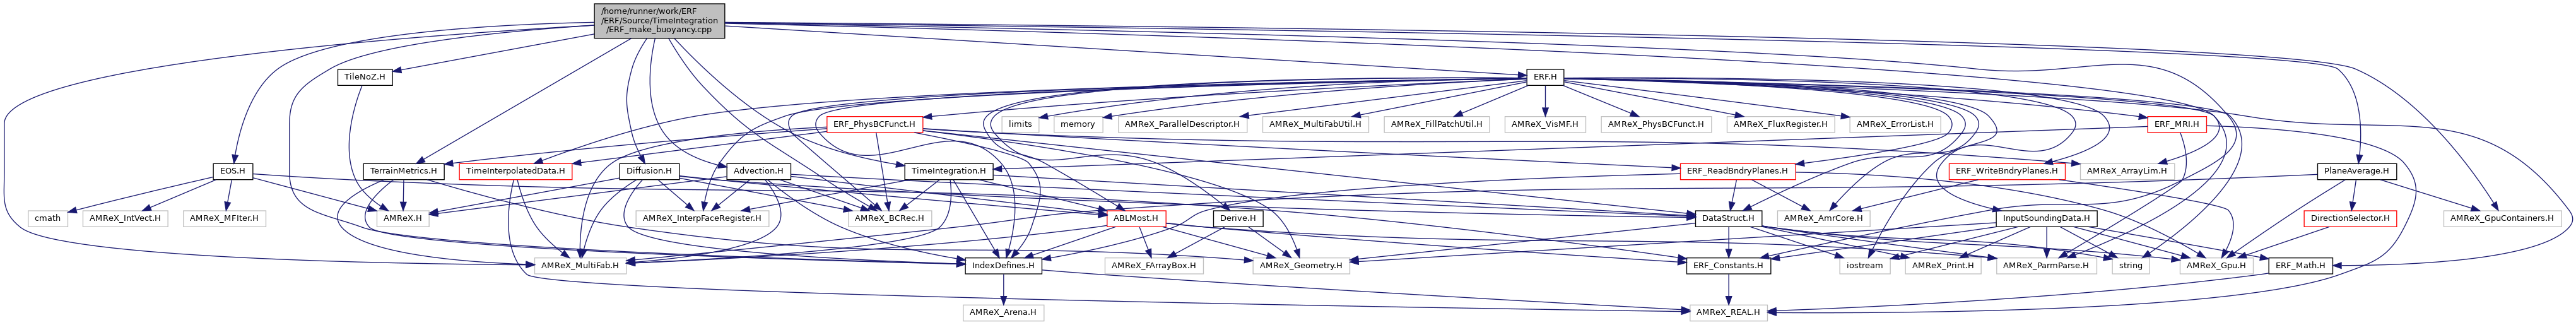 /home/runner/work/ERF
/ERF/Source/TimeIntegration
/ERF_make_buoyancy.cpp
TileNoZ.H
ERF.H
limits
memory
AMReX_ParallelDescriptor.H
AMReX_MultiFabUtil.H
AMReX_FillPatchUtil.H
AMReX_VisMF.H
AMReX_PhysBCFunct.H
AMReX_FluxRegister.H
AMReX_ErrorList.H
ERF_PhysBCFunct.H
ERF_MRI.H
EOS.H
TerrainMetrics.H
TimeInterpolatedData.H
Diffusion.H
Advection.H
TimeIntegration.H
ERF_ReadBndryPlanes.H
ERF_WriteBndryPlanes.H
AMReX_ArrayLim.H
PlaneAverage.H
cmath
AMReX_IntVect.H
AMReX_MFIter.H
AMReX.H
AMReX_InterpFaceRegister.H
AMReX_BCRec.H
ABLMost.H
Derive.H
DataStruct.H
AMReX_AmrCore.H
InputSoundingData.H
DirectionSelector.H
AMReX_GpuContainers.H
AMReX_MultiFab.H
IndexDefines.H
AMReX_FArrayBox.H
AMReX_Geometry.H
ERF_Constants.H
iostream
AMReX_Print.H
AMReX_ParmParse.H
string
AMReX_Gpu.H
ERF_Math.H
AMReX_Arena.H
AMReX_REAL.H